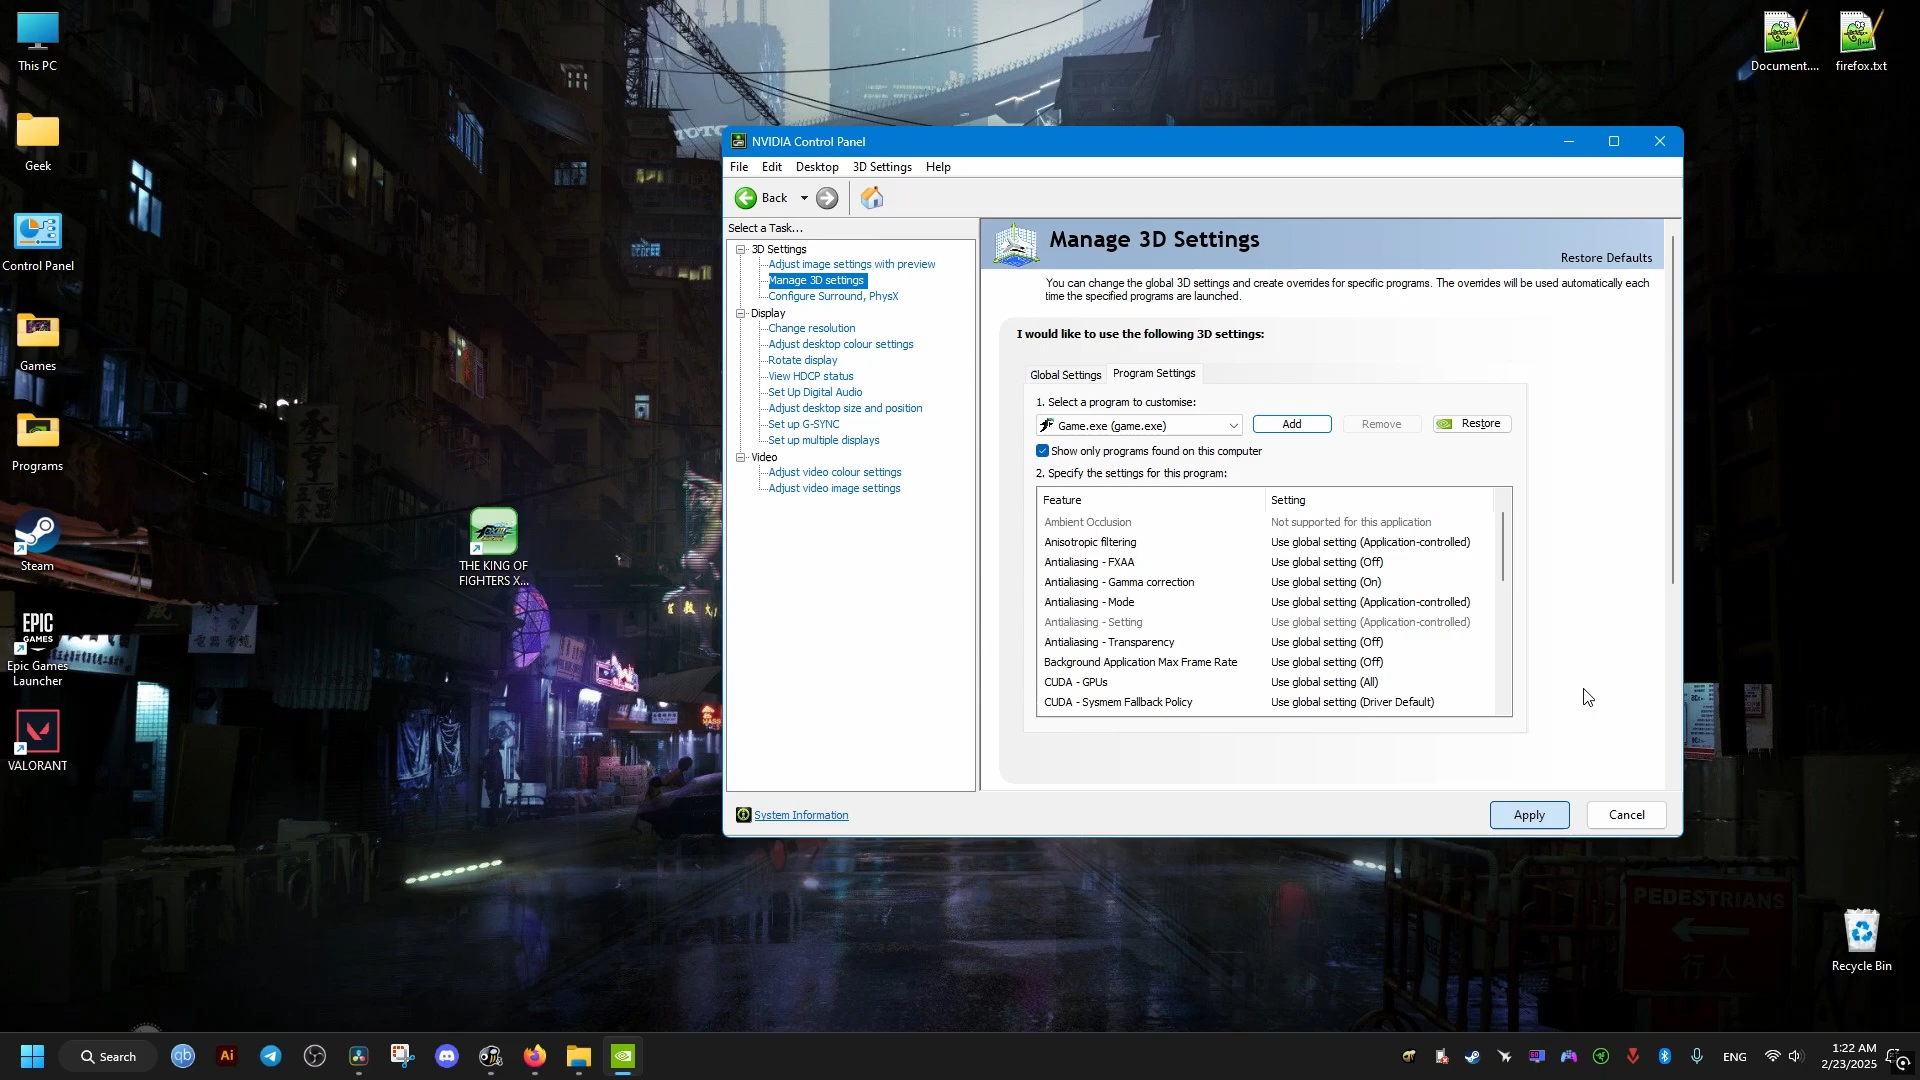 This PC
Geek
Control Panel
Games
Programs
Steam
EPIC
GAMES
Epic Games
Launcher
VALORANT
THE KING OF
FIGHTERS X...
Document....
firefox.txt
Recycle Bin
NVIDIA Control Panel
File Edit Desktop 3D Settings Help
Back
Select a Task...
3D Settings
Adjust image settings with preview
Manage 3D settings
Configure Surround, PhysX
Display
Change resolution
Adjust desktop colour settings
Rotate display
View HDCP status
Set Up Digital Audio
Adjust desktop size and position
Set up G-SYNC
Set up multiple displays
Video
Adjust video colour settings
Adjust video image settings
Manage 3D Settings
Restore Defaults
You can change the global 3D settings and create overrides for specific programs. The overrides will be used automatically each
time the specified programs are launched.
I would like to use the following 3D settings:
Global Settings Program Settings
1. Select a program to customise:
Game.exe (game.exe) Add Remove Restore
Show only programs found on this computer
2. Specify the settings for this program:
Feature Setting
Ambient Occlusion Not supported for this application
Anisotropic filtering Use global setting (Application-controlled)
Antialiasing - FXAA Use global setting (Off)
Antialiasing - Gamma correction Use global setting (On)
Antialiasing - Mode Use global setting (Application-controlled)
Antialiasing - Setting Use global setting (Application-controlled)
Antialiasing - Transparency Use global setting (Off)
Background Application Max Frame Rate Use global setting (Off)
CUDA - GPUs Use global setting (All)
CUDA - Sysmem Fallback Policy Use global setting (Driver Default)
System Information
Apply Cancel
PEDESTRIANS
行人
Search
qb
Ai
ENG
1:22 AM
2/23/2025